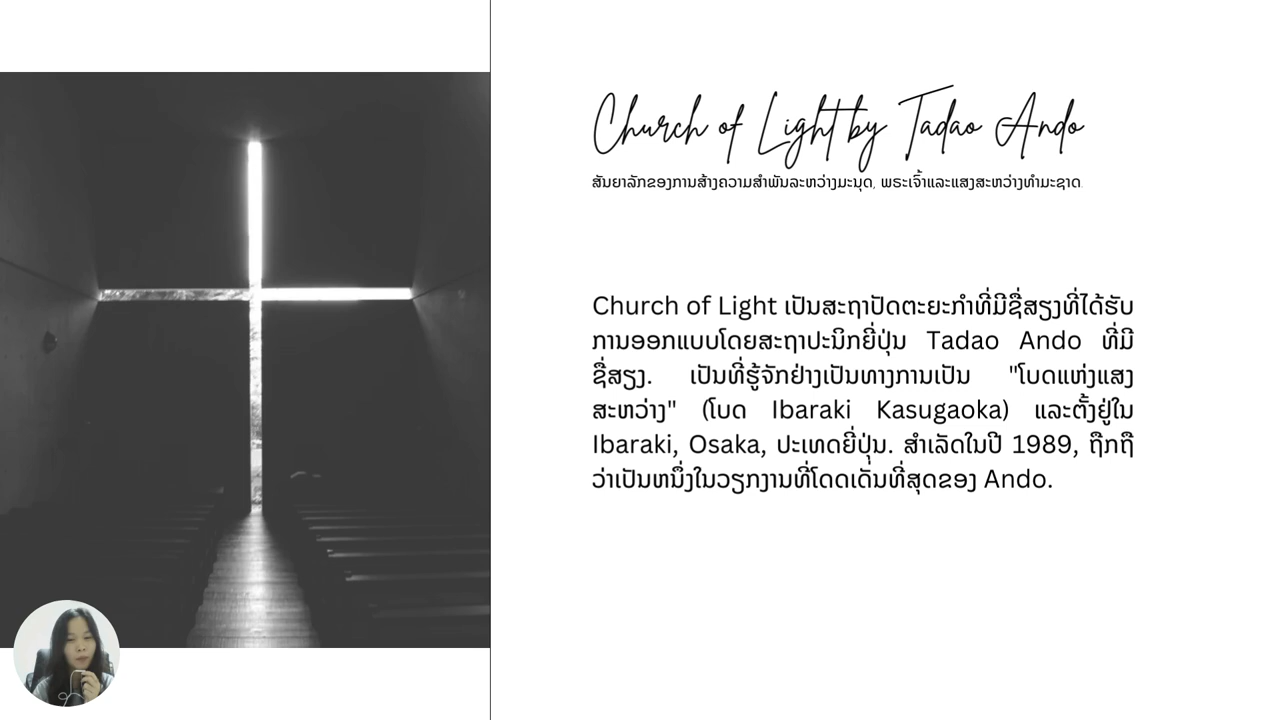 Church of Light by Tadao Ando
ສັນຍາລັກຂອງການສ້າງຄວາມສຳພັນລະຫວ່າງມະນຸດ, ພຣະເຈົ້າແລະແສງສະຫວ່າງທຳມະຊາດ.
Church of Light ເປັນສະຖາປັດຕະຍະກຳທີ່ມີຊື່ສຽງທີ່ໄດ້ຮັບ
ການອອກແບບໂດຍສະຖາປະນິກຍີ່ປຸ່ນ Tadao Ando ທີ່ມີ
ຊື່ສຽງ. ເປັນທີ່ຮູ້ຈັກຢ່າງເປັນທາງການເປັນ "ໂບດແຫ່ງແສງ
ສະຫວ່າງ" (ໂບດ Ibaraki Kasugaoka) ແລະຕັ້ງຢູ່ໃນ
Ibaraki, Osaka, ປະເທດຍີ່ປຸ່ນ. ສຳເລັດໃນປີ 1989, ຖືກຖື
ວ່າເປັນຫນຶ່ງໃນວຽກງານທີ່ໂດດເດັ່ນທີ່ສຸດຂອງ Ando.